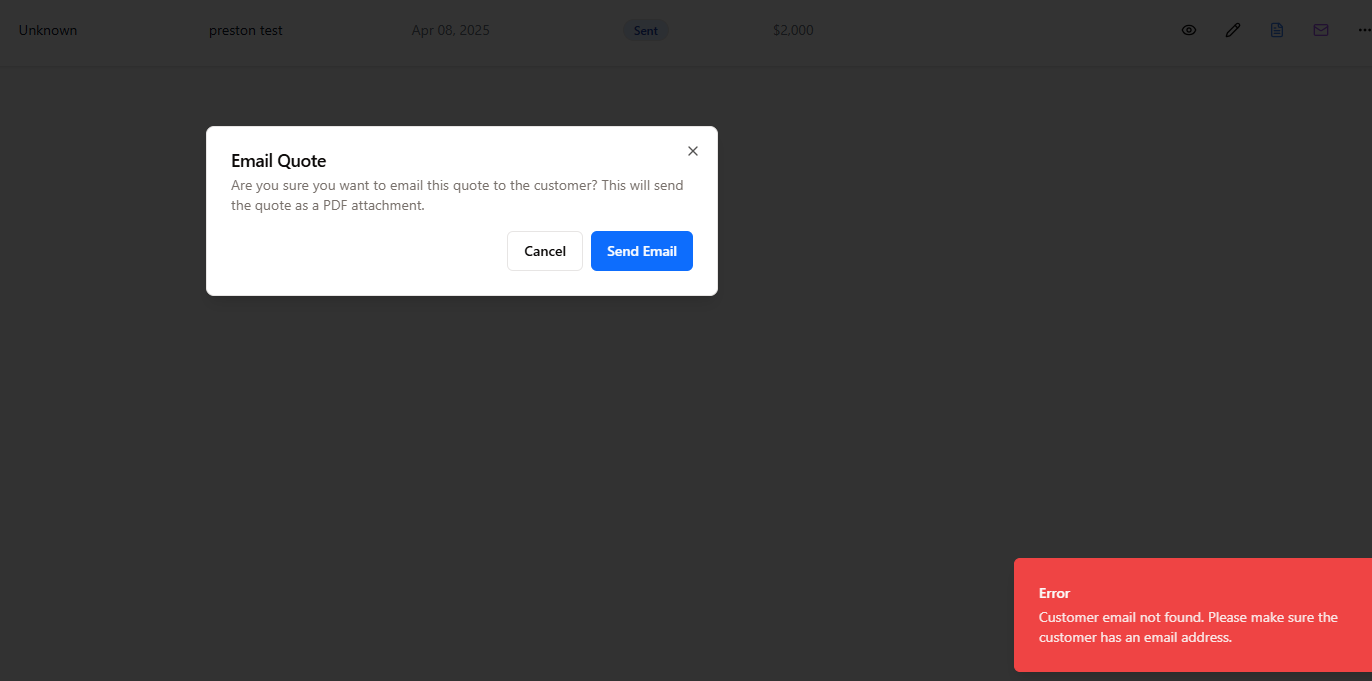 Unknown preston test Apr 08, 2025 Sent $2,000
Email Quote
Are you sure you want to email this quote to the customer? This will send
the quote as a PDF attachment.
Cancel Send Email
Error
Customer email not found. Please make sure the
customer has an email address.